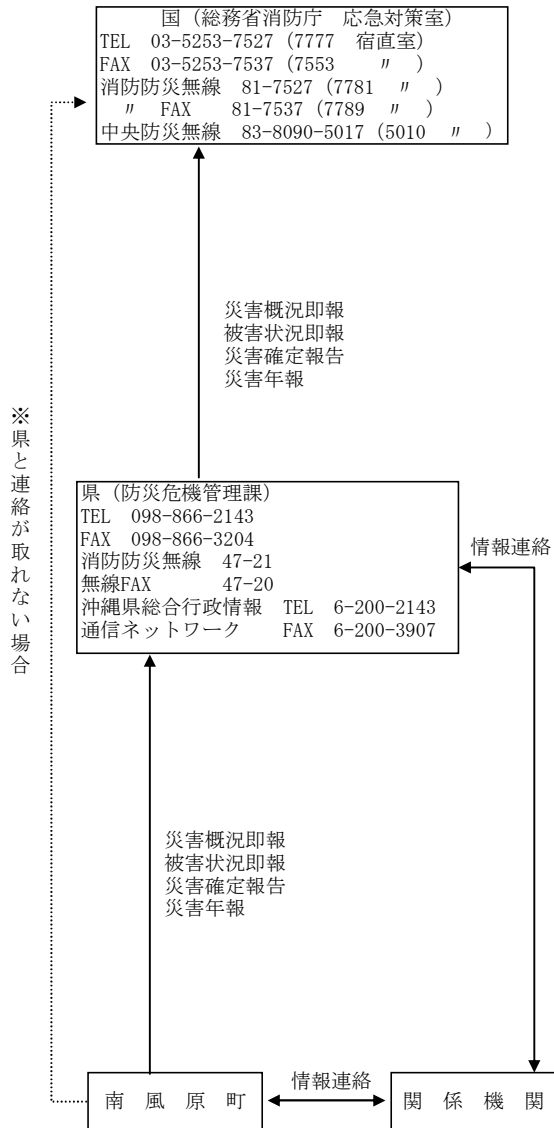 国（総務省消防庁　応急対策室）
TEL　03-5253-7527（7777　宿直室）
FAX　03-5253-7537（7553　　〃　）
消防防災無線　81-7527（7781　〃　）
〃　FAX　　81-7537（7789　〃　）
中央防災無線　83-8090-5017（5010　〃　）
災害概況即報
被害状況即報
災害確定報告
災害年報
※県と連絡が取れない場合
県（防災危機管理課）
TEL　098-866-2143
FAX　098-866-3204
消防防災無線　47-21
無線FAX　　　　47-20
沖縄県総合行政情報　TEL　6-200-2143
通信ネットワーク　　FAX　6-200-3907
情報連絡
災害概況即報
被害状況即報
災害確定報告
災害年報
南　風　原　町
情報連絡
関　係　機　関